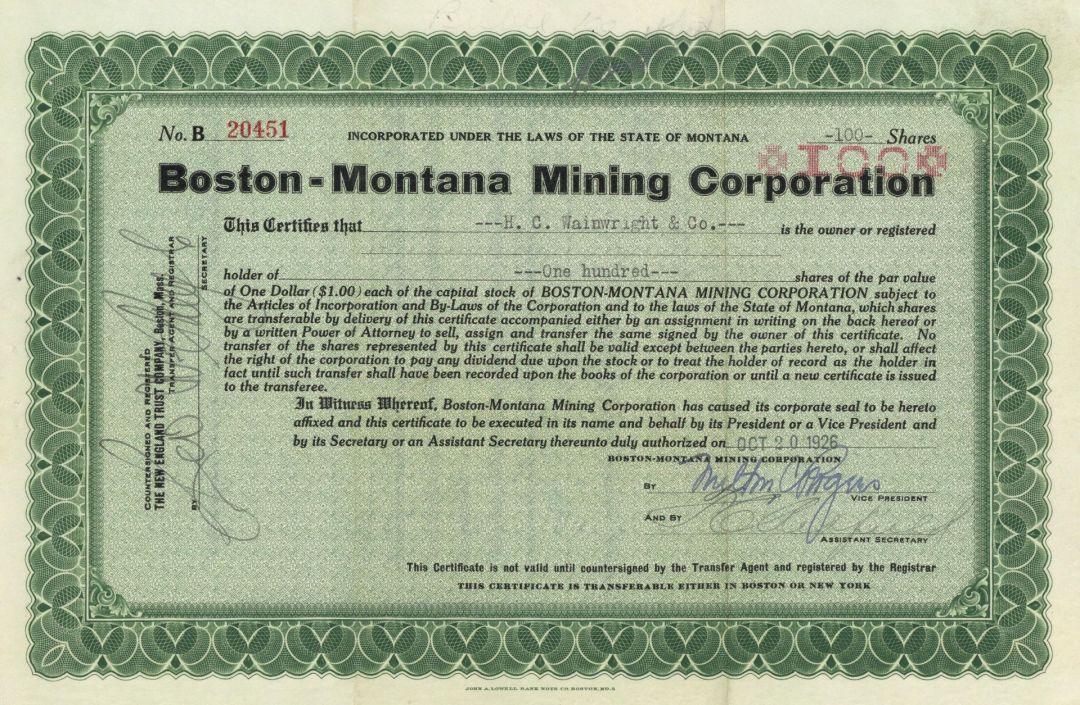 No. B 20451 INCORPORATED UNDER THE LAWS OF THE STATE OF MONTANA -100- Shares
*100*
Boston-Montana Mining Corporation
This Certifies that ---H. C. Wainwright & Co.--- is the owner or registered
holder of ---One hundred--- shares of the par value
of One Dollar ($1.00) each of the capital stock of BOSTON-MONTANA MINING CORPORATION subject to
the Articles of Incorporation and By-Laws of the Corporation and to the laws of the State of Montana, which shares
are transferable by delivery of this certificate accompanied either by an assignment in writing on the back hereof or
by a written Power of Attorney to sell, assign and transfer the same signed by the owner of this certificate. No
transfer of the shares represented by this certificate shall be valid except between the parties hereto, or shall affect
the right of the corporation to pay any dividend due upon the stock or to treat the holder of record as the holder in
fact until such transfer shall have been recorded upon the books of the corporation or until a new certificate is issued
to the transferee.
In Witness Whereof, Boston-Montana Mining Corporation has caused its corporate seal to be hereto
affixed and this certificate to be executed in its name and behalf by its President or a Vice President and
by its Secretary or an Assistant Secretary thereunto duly authorized on OCT 20 1926
BOSTON-MONTANA MINING CORPORATION
By Milton C Rogers
VICE PRESIDENT
AND BY
ASSISTANT SECRETARY
This Certificate is not valid until countersigned by the Transfer Agent and registered by the Registrar
THIS CERTIFICATE IS TRANSFERABLE EITHER IN BOSTON OR NEW YORK
COUNTERSIGNED AND REGISTERED
THE NEW ENGLAND TRUST COMPANY, Boston, Mass.
TRANSFER AGENT AND REGISTRAR
BY
SECRETARY
JOHN A. LOWELL BANK NOTE CO. BOSTON, NO. 5